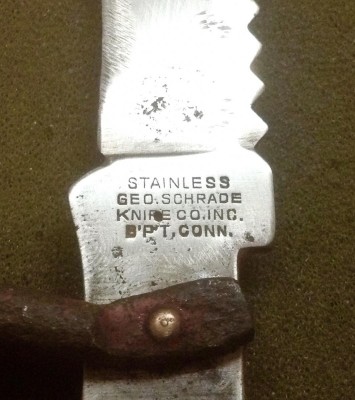 STAINLESS
GEO. SCHRADE
KNIFE CO. INC.
B'P'T, CONN.